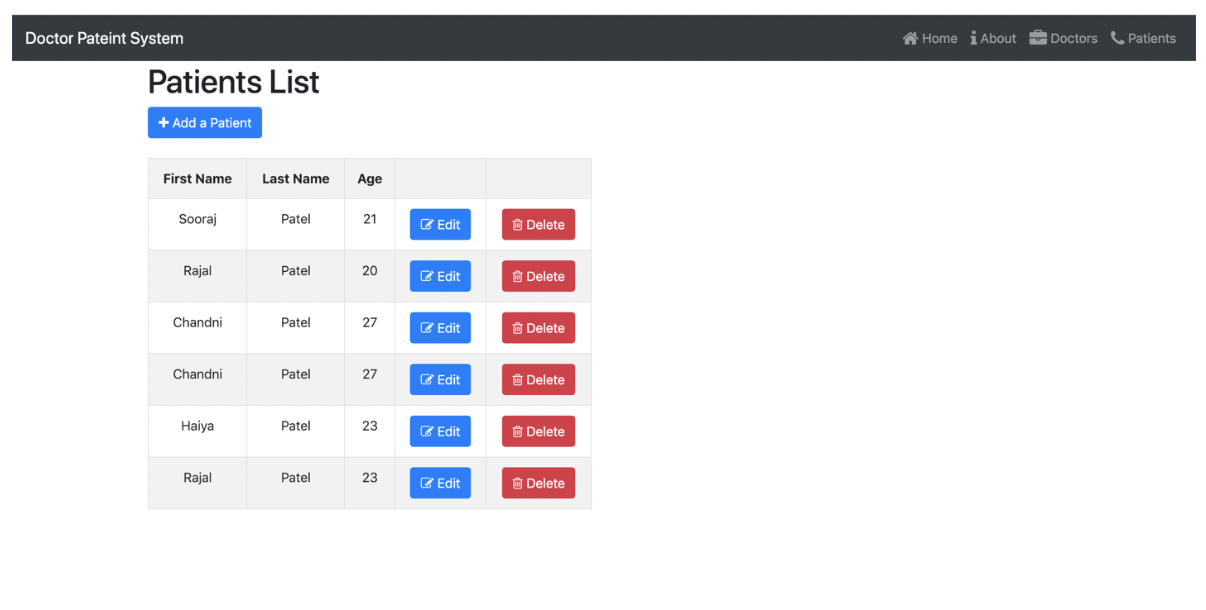 Doctor Pateint System Home About Doctors Patients
Patients List
Add a Patient
First Name Last Name Age
Sooraj Patel 21 Edit Delete
Rajal Patel 20 Edit Delete
Chandni Patel 27 Edit Delete
Chandni Patel 27 Edit Delete
Haiya Patel 23 Edit Delete
Rajal Patel 23 Edit Delete